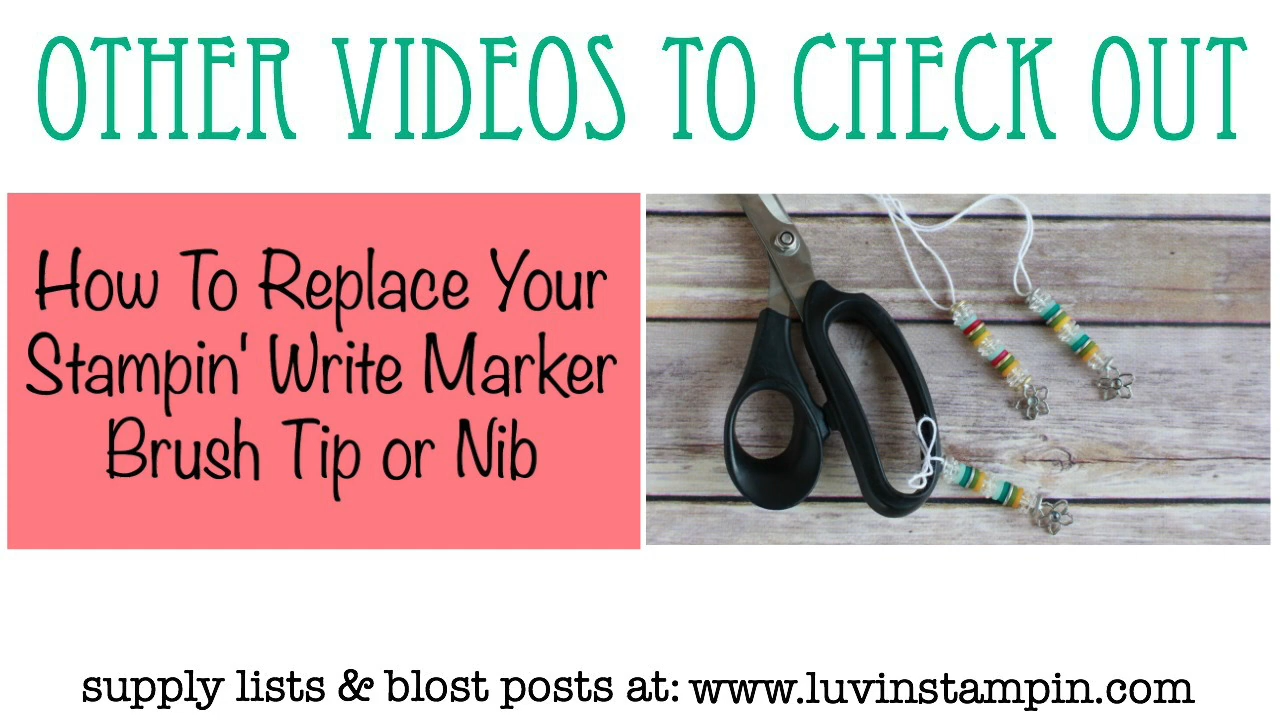 OTHER VIDEOS TO CHECK OUT
How To Replace Your
Stampin' Write Marker
Brush Tip or Nib
supply lists & blost posts at: www.luvinstampin.com